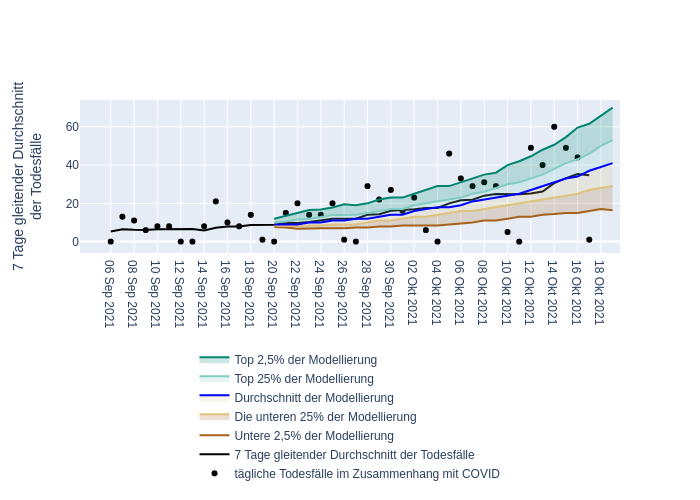 7 Tage gleitender Durchschnitt
der Todesfälle
60
40
20
0
06 Sep 2021
08 Sep 2021
10 Sep 2021
12 Sep 2021
14 Sep 2021
16 Sep 2021
18 Sep 2021
20 Sep 2021
22 Sep 2021
24 Sep 2021
26 Sep 2021
28 Sep 2021
30 Sep 2021
02 Okt 2021
04 Okt 2021
06 Okt 2021
08 Okt 2021
10 Okt 2021
12 Okt 2021
14 Okt 2021
16 Okt 2021
18 Okt 2021
Top 2,5% der Modellierung
Top 25% der Modellierung
Durchschnitt der Modellierung
Die unteren 25% der Modellierung
Untere 2,5% der Modellierung
7 Tage gleitender Durchschnitt der Todesfälle
tägliche Todesfälle im Zusammenhang mit COVID